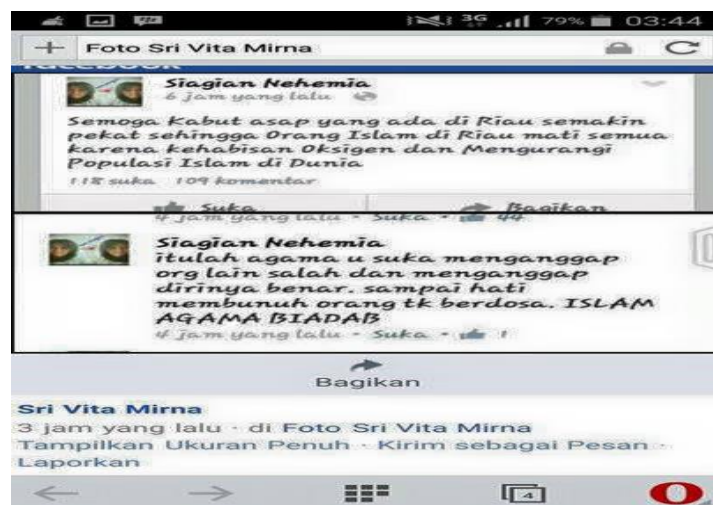 3G 79% 03:44
Foto Sri Vita Mirna
Siagian Nehemia
6 jam yang lalu
Semoga Kabut asap yang ada di Riau semakin
pekat sehingga Orang Islam di Riau mati semua
karena kehabisan Oksigen dan Mengurangi
Populasi Islam di Dunia
118 suka 109 komentar
Suka Bagikan
4 jam yang lalu · Suka · 44
Siagian Nehemia
itulah agama u suka menganggap
org lain salah dan menganggap
dirinya benar. sampai hati
membunuh orang tk berdosa. ISLAM
AGAMA BIADAB
4 jam yang lalu · Suka · 1
Bagikan
Sri Vita Mirna
3 jam yang lalu · di Foto Sri Vita Mirna
Tampilkan Ukuran Penuh · Kirim sebagai Pesan ·
Laporkan
4